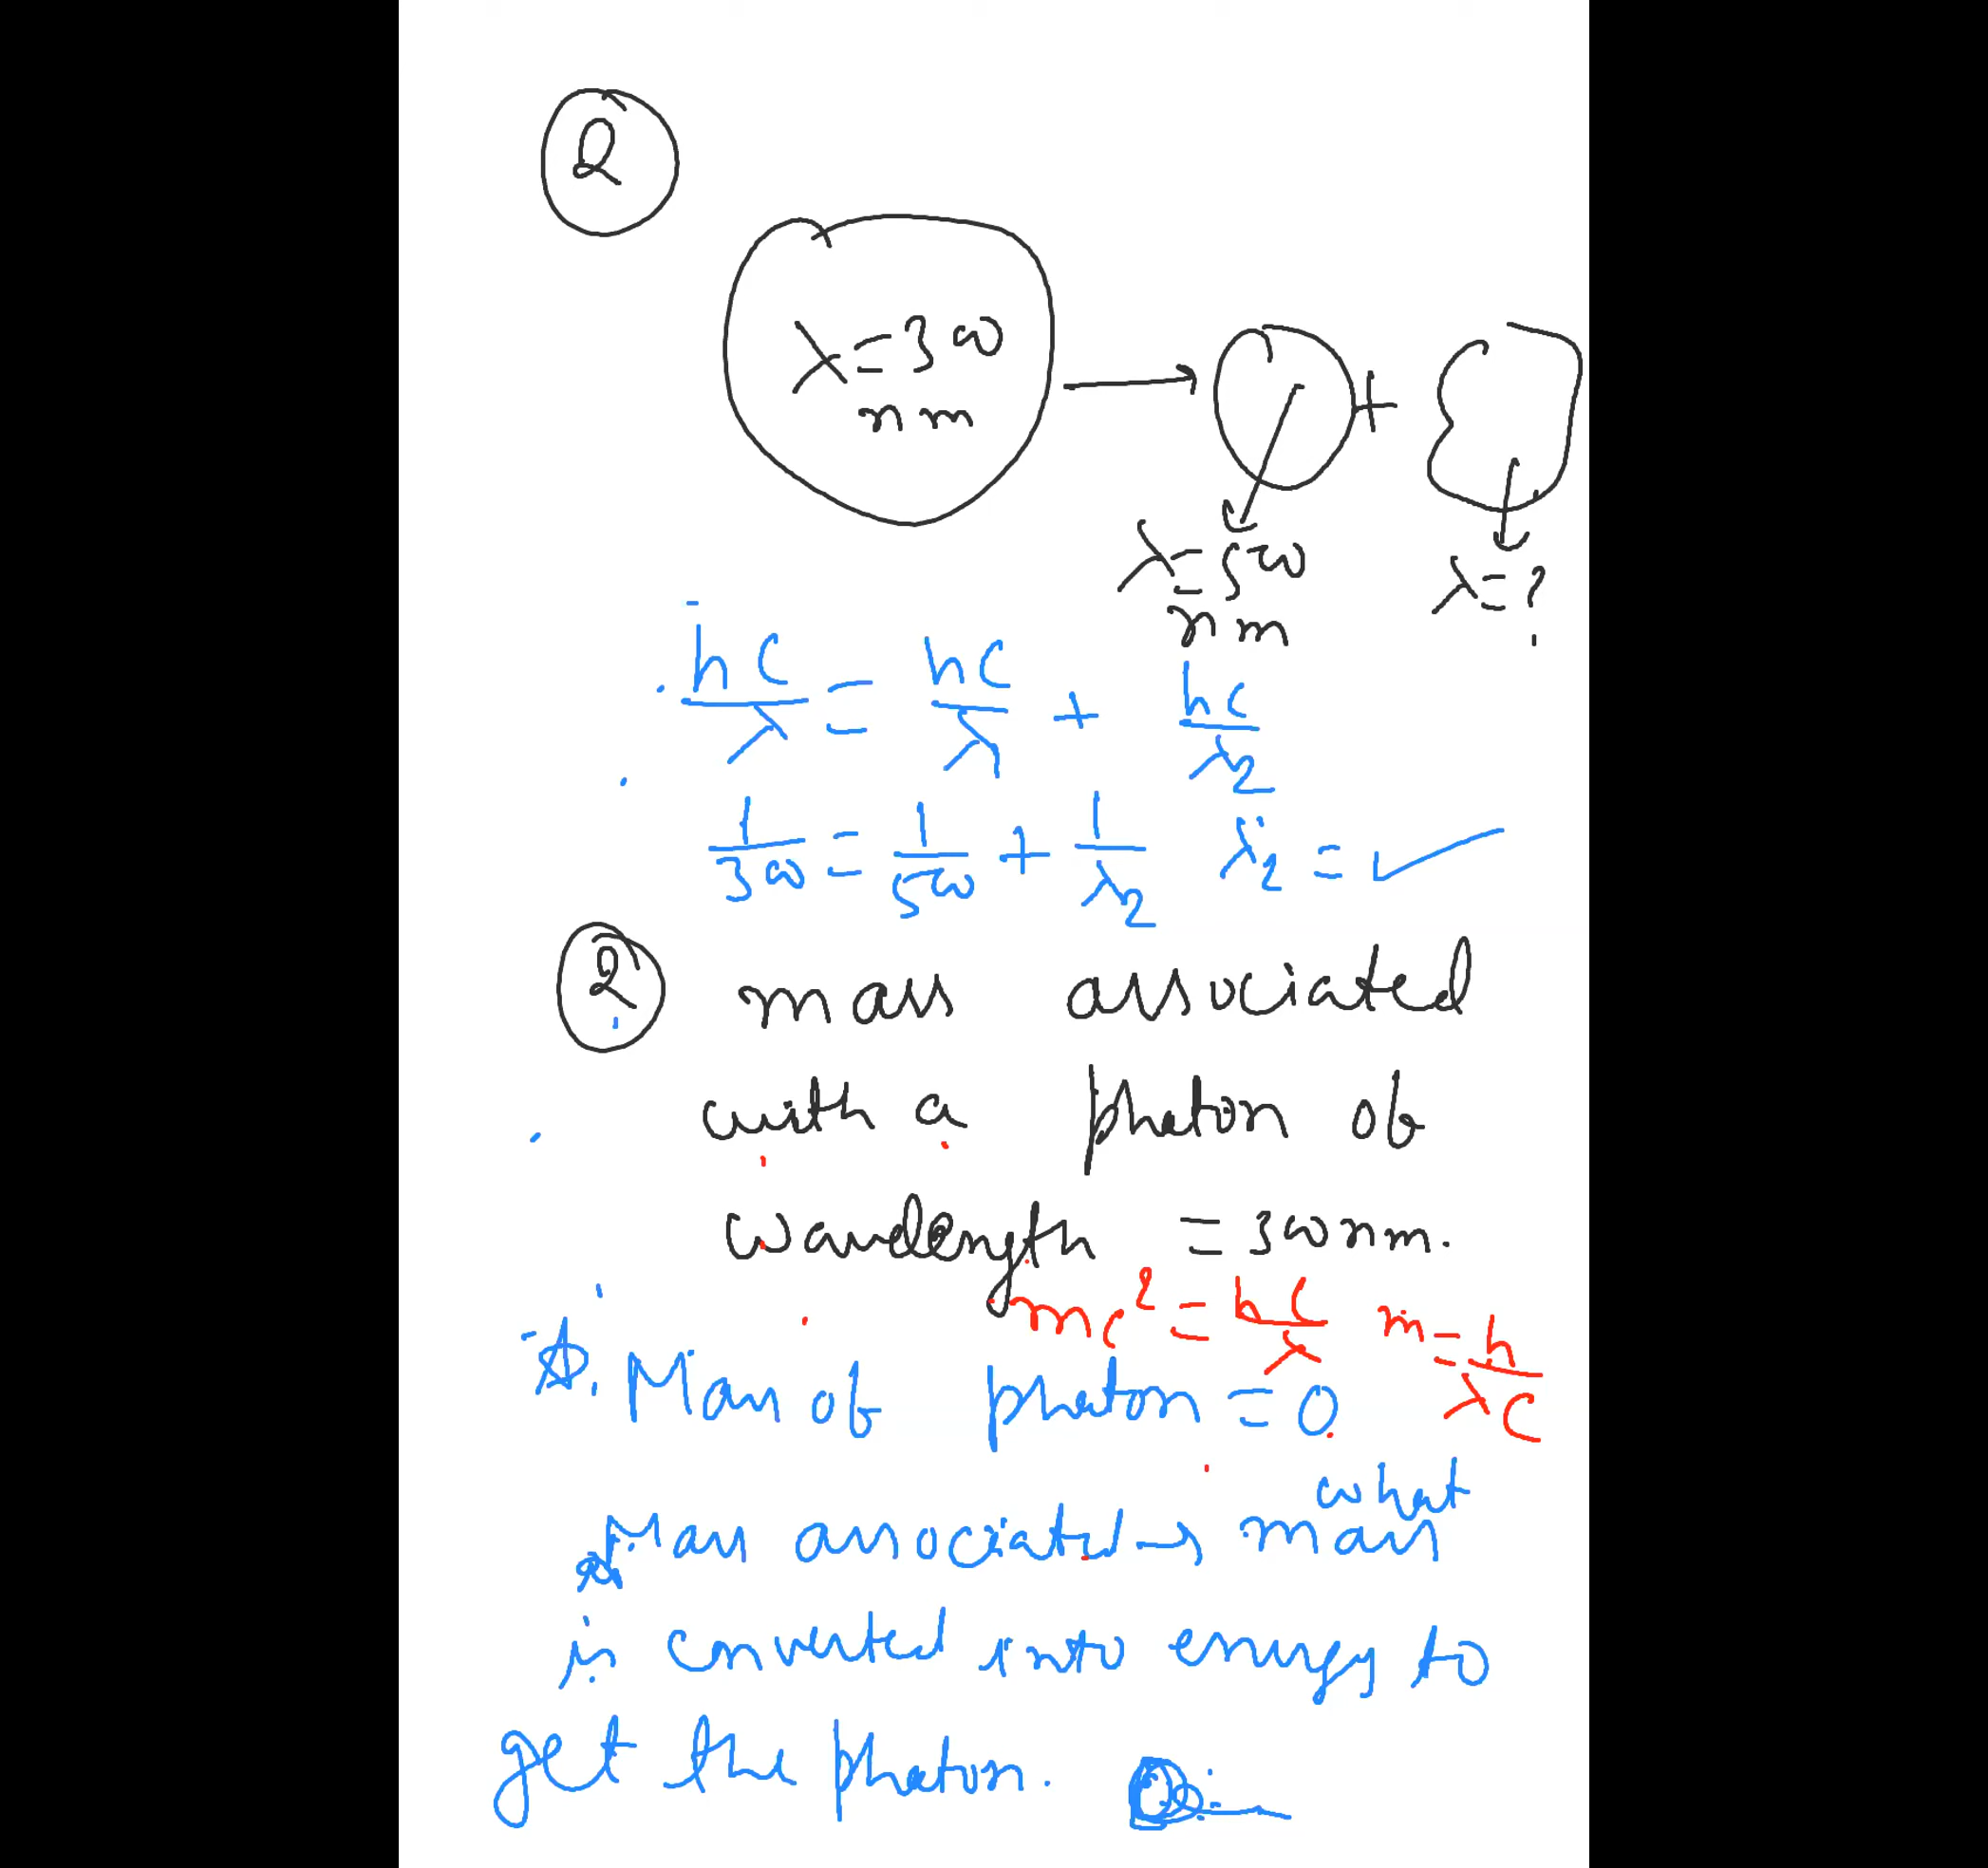 Q
λ = 300
nm
→ +
λ = 500
nm
λ = ?
hc/λ = hc/λ1 + hc/λ2
1/300 = 1/500 + 1/λ2 λ2 = ✓
Q mass associated
with a photon of
wavelength = 300 nm.
mc² = hc/λ m = h/λc
Mass of photon = 0
what
Mass associated → mass
is converted into energy to
get the photon.